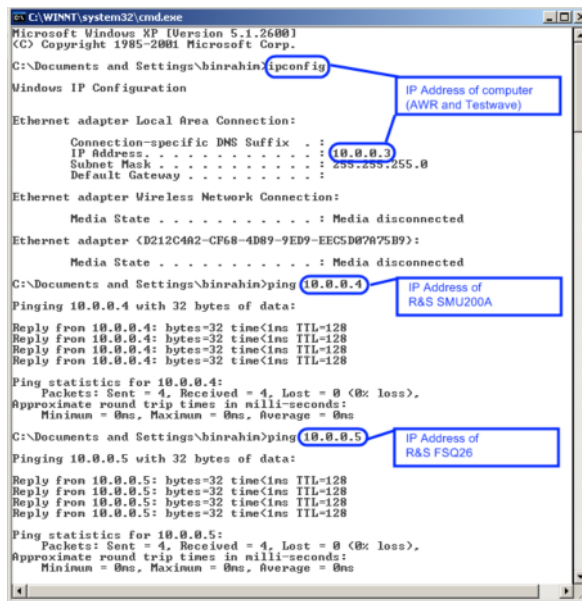 C:\WINNT\system32\cmd.exe
Microsoft Windows XP [Version 5.1.2600]
(C) Copyright 1985-2001 Microsoft Corp.
C:\Documents and Settings\binrahim>ipconfig
Windows IP Configuration
IP Address of computer
(AWR and Testwave)
Ethernet adapter Local Area Connection:
Connection-specific DNS Suffix . :
IP Address. . . . . . . . . . . . : 10.0.0.3
Subnet Mask . . . . . . . . . . . : 255.255.255.0
Default Gateway . . . . . . . . . :
Ethernet adapter Wireless Network Connection:
Media State . . . . . . . . . . . : Media disconnected
Ethernet adapter {D212C4A2-CF68-4D89-9ED9-EEC5D07A75B9}:
Media State . . . . . . . . . . . : Media disconnected
C:\Documents and Settings\binrahim>ping 10.0.0.4
IP Address of
R&S SMU200A
Pinging 10.0.0.4 with 32 bytes of data:
Reply from 10.0.0.4: bytes=32 time<1ms TTL=128
Reply from 10.0.0.4: bytes=32 time<1ms TTL=128
Reply from 10.0.0.4: bytes=32 time<1ms TTL=128
Reply from 10.0.0.4: bytes=32 time<1ms TTL=128
Ping statistics for 10.0.0.4:
Packets: Sent = 4, Received = 4, Lost = 0 (0% loss),
Approximate round trip times in milli-seconds:
Minimum = 0ms, Maximum = 0ms, Average = 0ms
C:\Documents and Settings\binrahim>ping 10.0.0.5
IP Address of
R&S FSQ26
Pinging 10.0.0.5 with 32 bytes of data:
Reply from 10.0.0.5: bytes=32 time<1ms TTL=128
Reply from 10.0.0.5: bytes=32 time<1ms TTL=128
Reply from 10.0.0.5: bytes=32 time<1ms TTL=128
Reply from 10.0.0.5: bytes=32 time<1ms TTL=128
Ping statistics for 10.0.0.5:
Packets: Sent = 4, Received = 4, Lost = 0 (0% loss),
Approximate round trip times in milli-seconds:
Minimum = 0ms, Maximum = 0ms, Average = 0ms